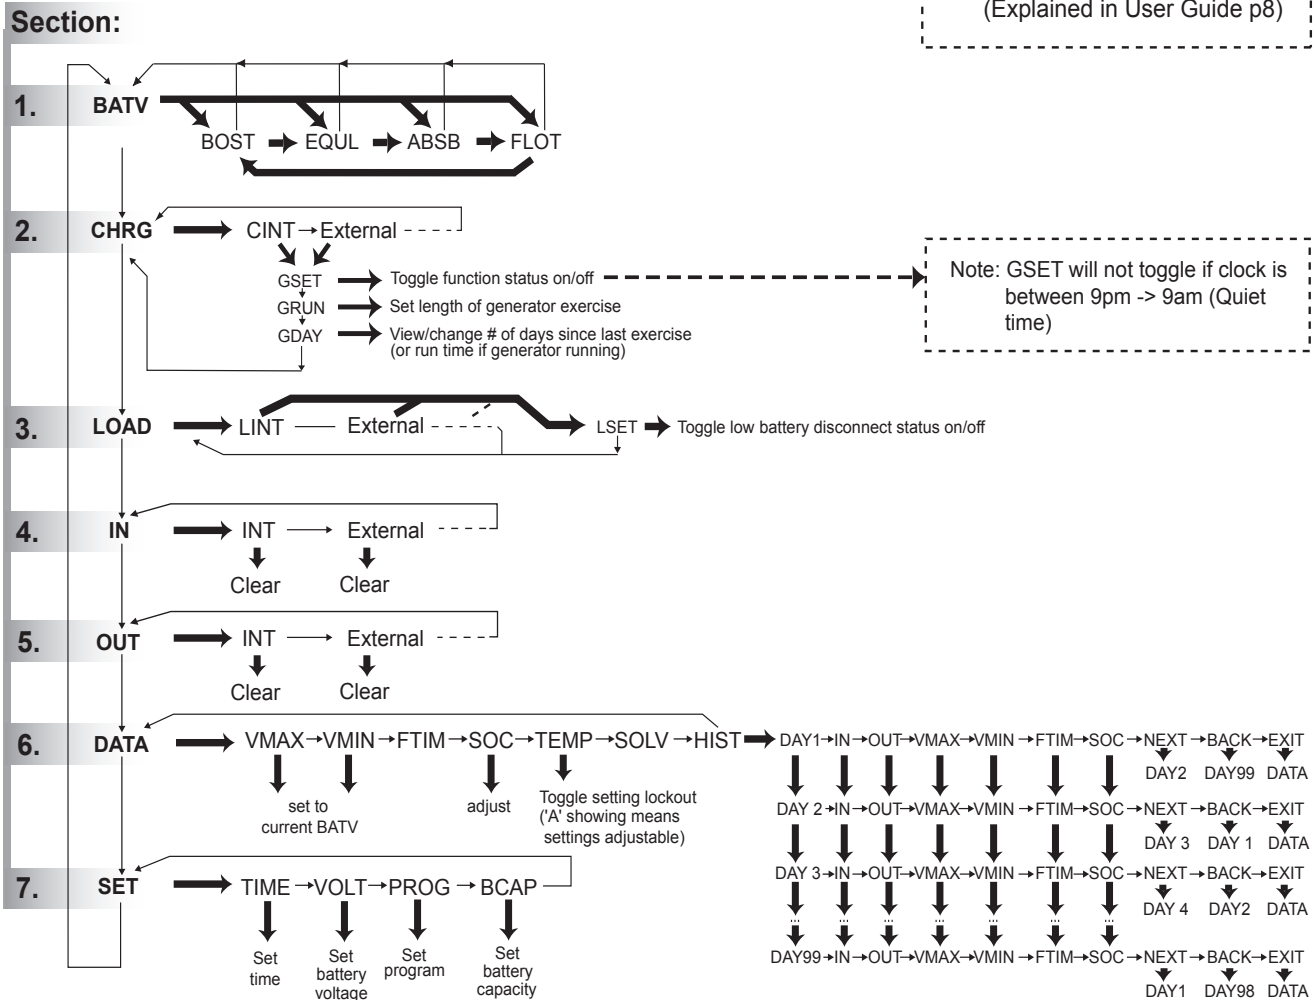 (Explained in User Guide p8)
Section:
1. BATV
BOST EQUL ABSB FLOT
2. CHRG CINT External
GSET Toggle function status on/off
GRUN Set length of generator exercise
GDAY View/change # of days since last exercise
(or run time if generator running)
Note: GSET will not toggle if clock is
between 9pm -> 9am (Quiet
time)
3. LOAD LINT External LSET Toggle low battery disconnect status on/off
4. IN INT External
Clear Clear
5. OUT INT External
Clear Clear
6. DATA VMAX VMIN FTIM SOC TEMP SOLV HIST
set to
current BATV
adjust
Toggle setting lockout
('A' showing means
settings adjustable)
DAY1 IN OUT VMAX VMIN FTIM SOC NEXT BACK EXIT
DAY2 DAY99 DATA
DAY 2 IN OUT VMAX VMIN FTIM SOC NEXT BACK EXIT
DAY 3 DAY 1 DATA
DAY 3 IN OUT VMAX VMIN FTIM SOC NEXT BACK EXIT
DAY 4 DAY2 DATA
... ... ... ... ... ... ...
DAY99 IN OUT VMAX VMIN FTIM SOC NEXT BACK EXIT
DAY1 DAY98 DATA
7. SET TIME VOLT PROG BCAP
Set
time
Set
battery
voltage
Set
program
Set
battery
capacity